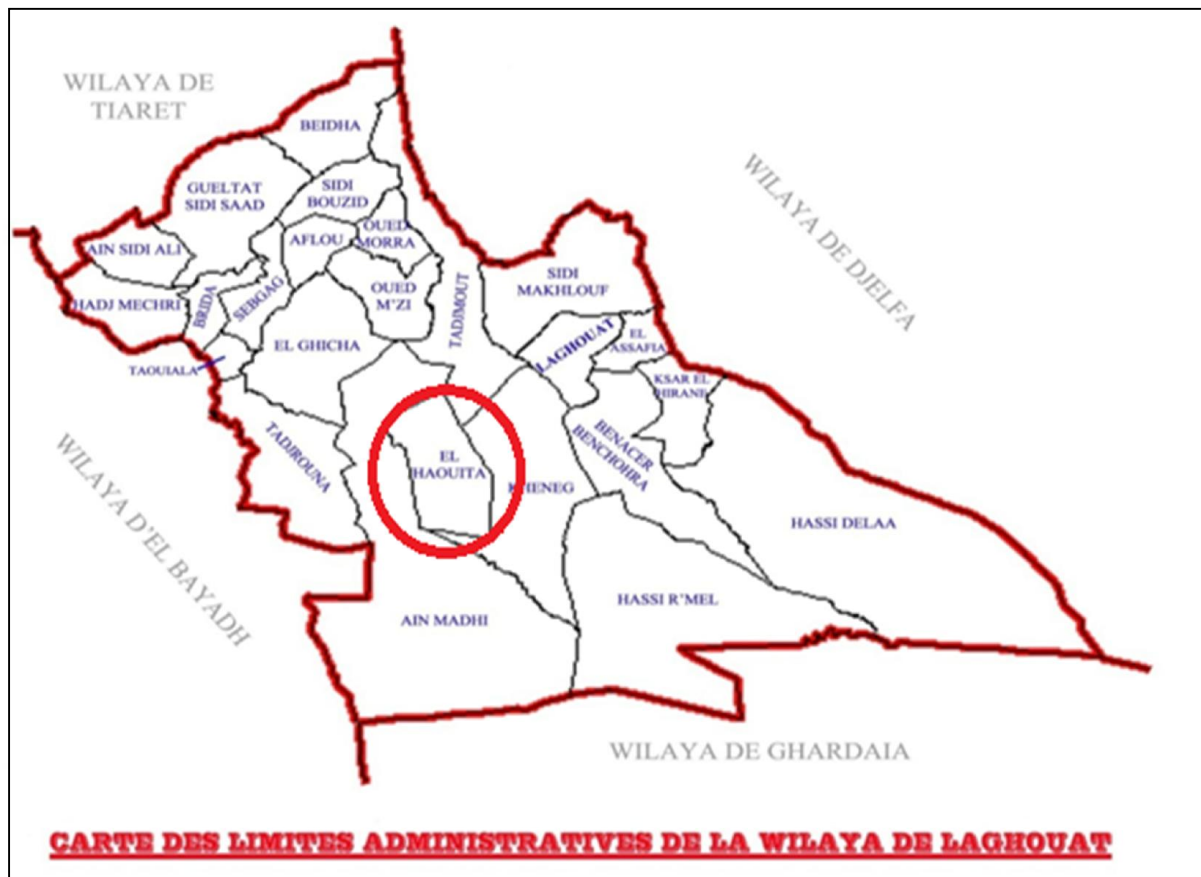 WILAYA DE
TIARET
BEIDHA
GUELTAT
SIDI SAAD
SIDI
BOUZID
AFLOU
OUED
MORRA
AIN SIDI ALI
HADJ MECHRI
BRIDA
SEBGAG
OUED
M'ZI
TADJMOUT
SIDI
MAKHLOUF
WILAYA DE DJELFA
EL GHICHA
LAGHOUAT
EL
ASSAFIA
TAOUIALA
KSAR EL
HIRANE
TADJROUNA
EL
HAOUITA
KHENEG
BENACER
BENCHOHRA
WILAYA D'EL BAYADH
HASSI DELAA
AIN MADHI
HASSI R'MEL
WILAYA DE GHARDAIA
CARTE DES LIMITES ADMINISTRATIVES DE LA WILAYA DE LAGHOUAT